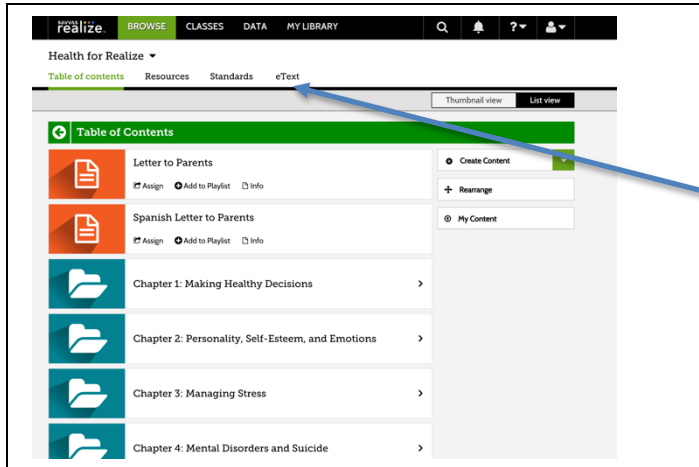 savvas
realize. BROWSE CLASSES DATA MY LIBRARY ?
Health for Realize
Table of contents Resources Standards eText
Thumbnail view List view
Table of Contents
Letter to Parents
Assign Add to Playlist Info
Create Content
Rearrange
Spanish Letter to Parents
Assign Add to Playlist Info
My Content
Chapter 1: Making Healthy Decisions
Chapter 2: Personality, Self-Esteem, and Emotions
Chapter 3: Managing Stress
Chapter 4: Mental Disorders and Suicide